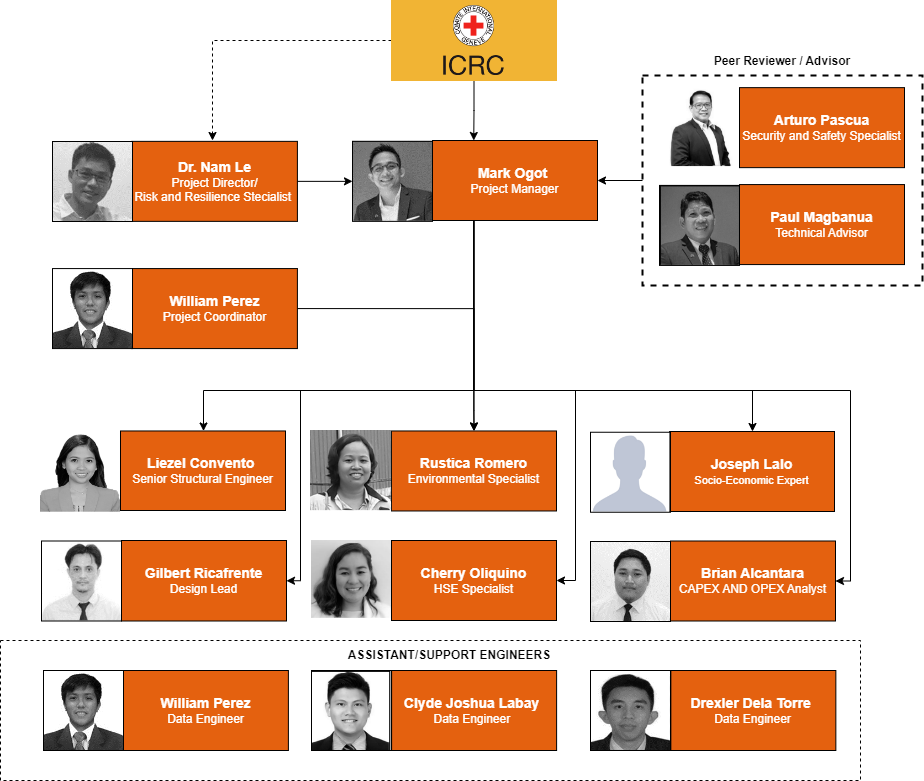 COMITE INTERNATIONAL
GENEVE
ICRC
Peer Reviewer / Advisor
Arturo Pascua
Security and Safety Specialist
Dr. Nam Le
Project Director/
Risk and Resilience Stecialist
Mark Ogot
Project Manager
Paul Magbanua
Technical Advisor
William Perez
Project Coordinator
Liezel Convento
Senior Structural Engineer
Rustica Romero
Environmental Specialist
Joseph Lalo
Socio-Economic Expert
Gilbert Ricafrente
Design Lead
Cherry Oliquino
HSE Specialist
Brian Alcantara
CAPEX AND OPEX Analyst
ASSISTANT/SUPPORT ENGINEERS
William Perez
Data Engineer
Clyde Joshua Labay
Data Engineer
Drexler Dela Torre
Data Engineer